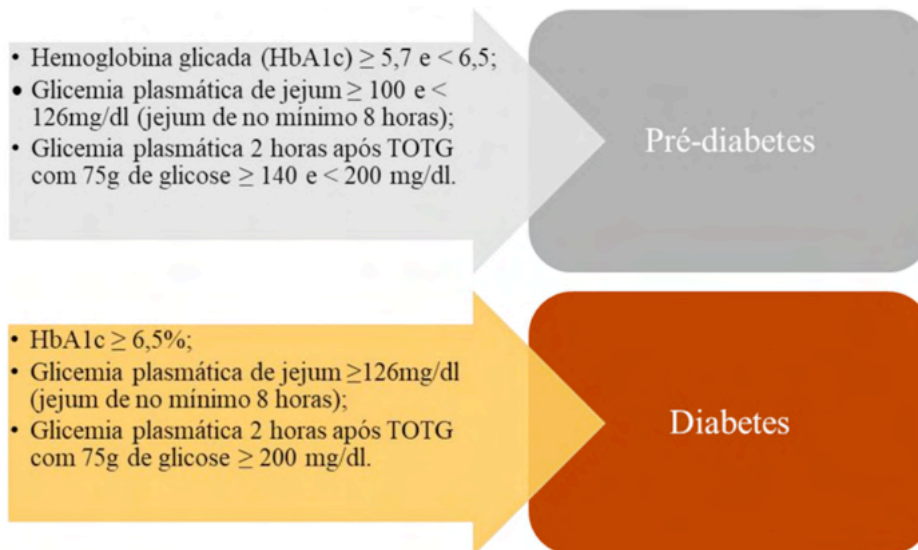 • Hemoglobina glicada (HbA1c) ≥ 5,7 e < 6,5;
• Glicemia plasmática de jejum ≥ 100 e <
126mg/dl (jejum de no mínimo 8 horas);
• Glicemia plasmática 2 horas após TOTG
com 75g de glicose ≥ 140 e < 200 mg/dl.
Pré-diabetes
• HbA1c ≥ 6,5%;
• Glicemia plasmática de jejum ≥126mg/dl
(jejum de no mínimo 8 horas);
• Glicemia plasmática 2 horas após TOTG
com 75g de glicose ≥ 200 mg/dl.
Diabetes